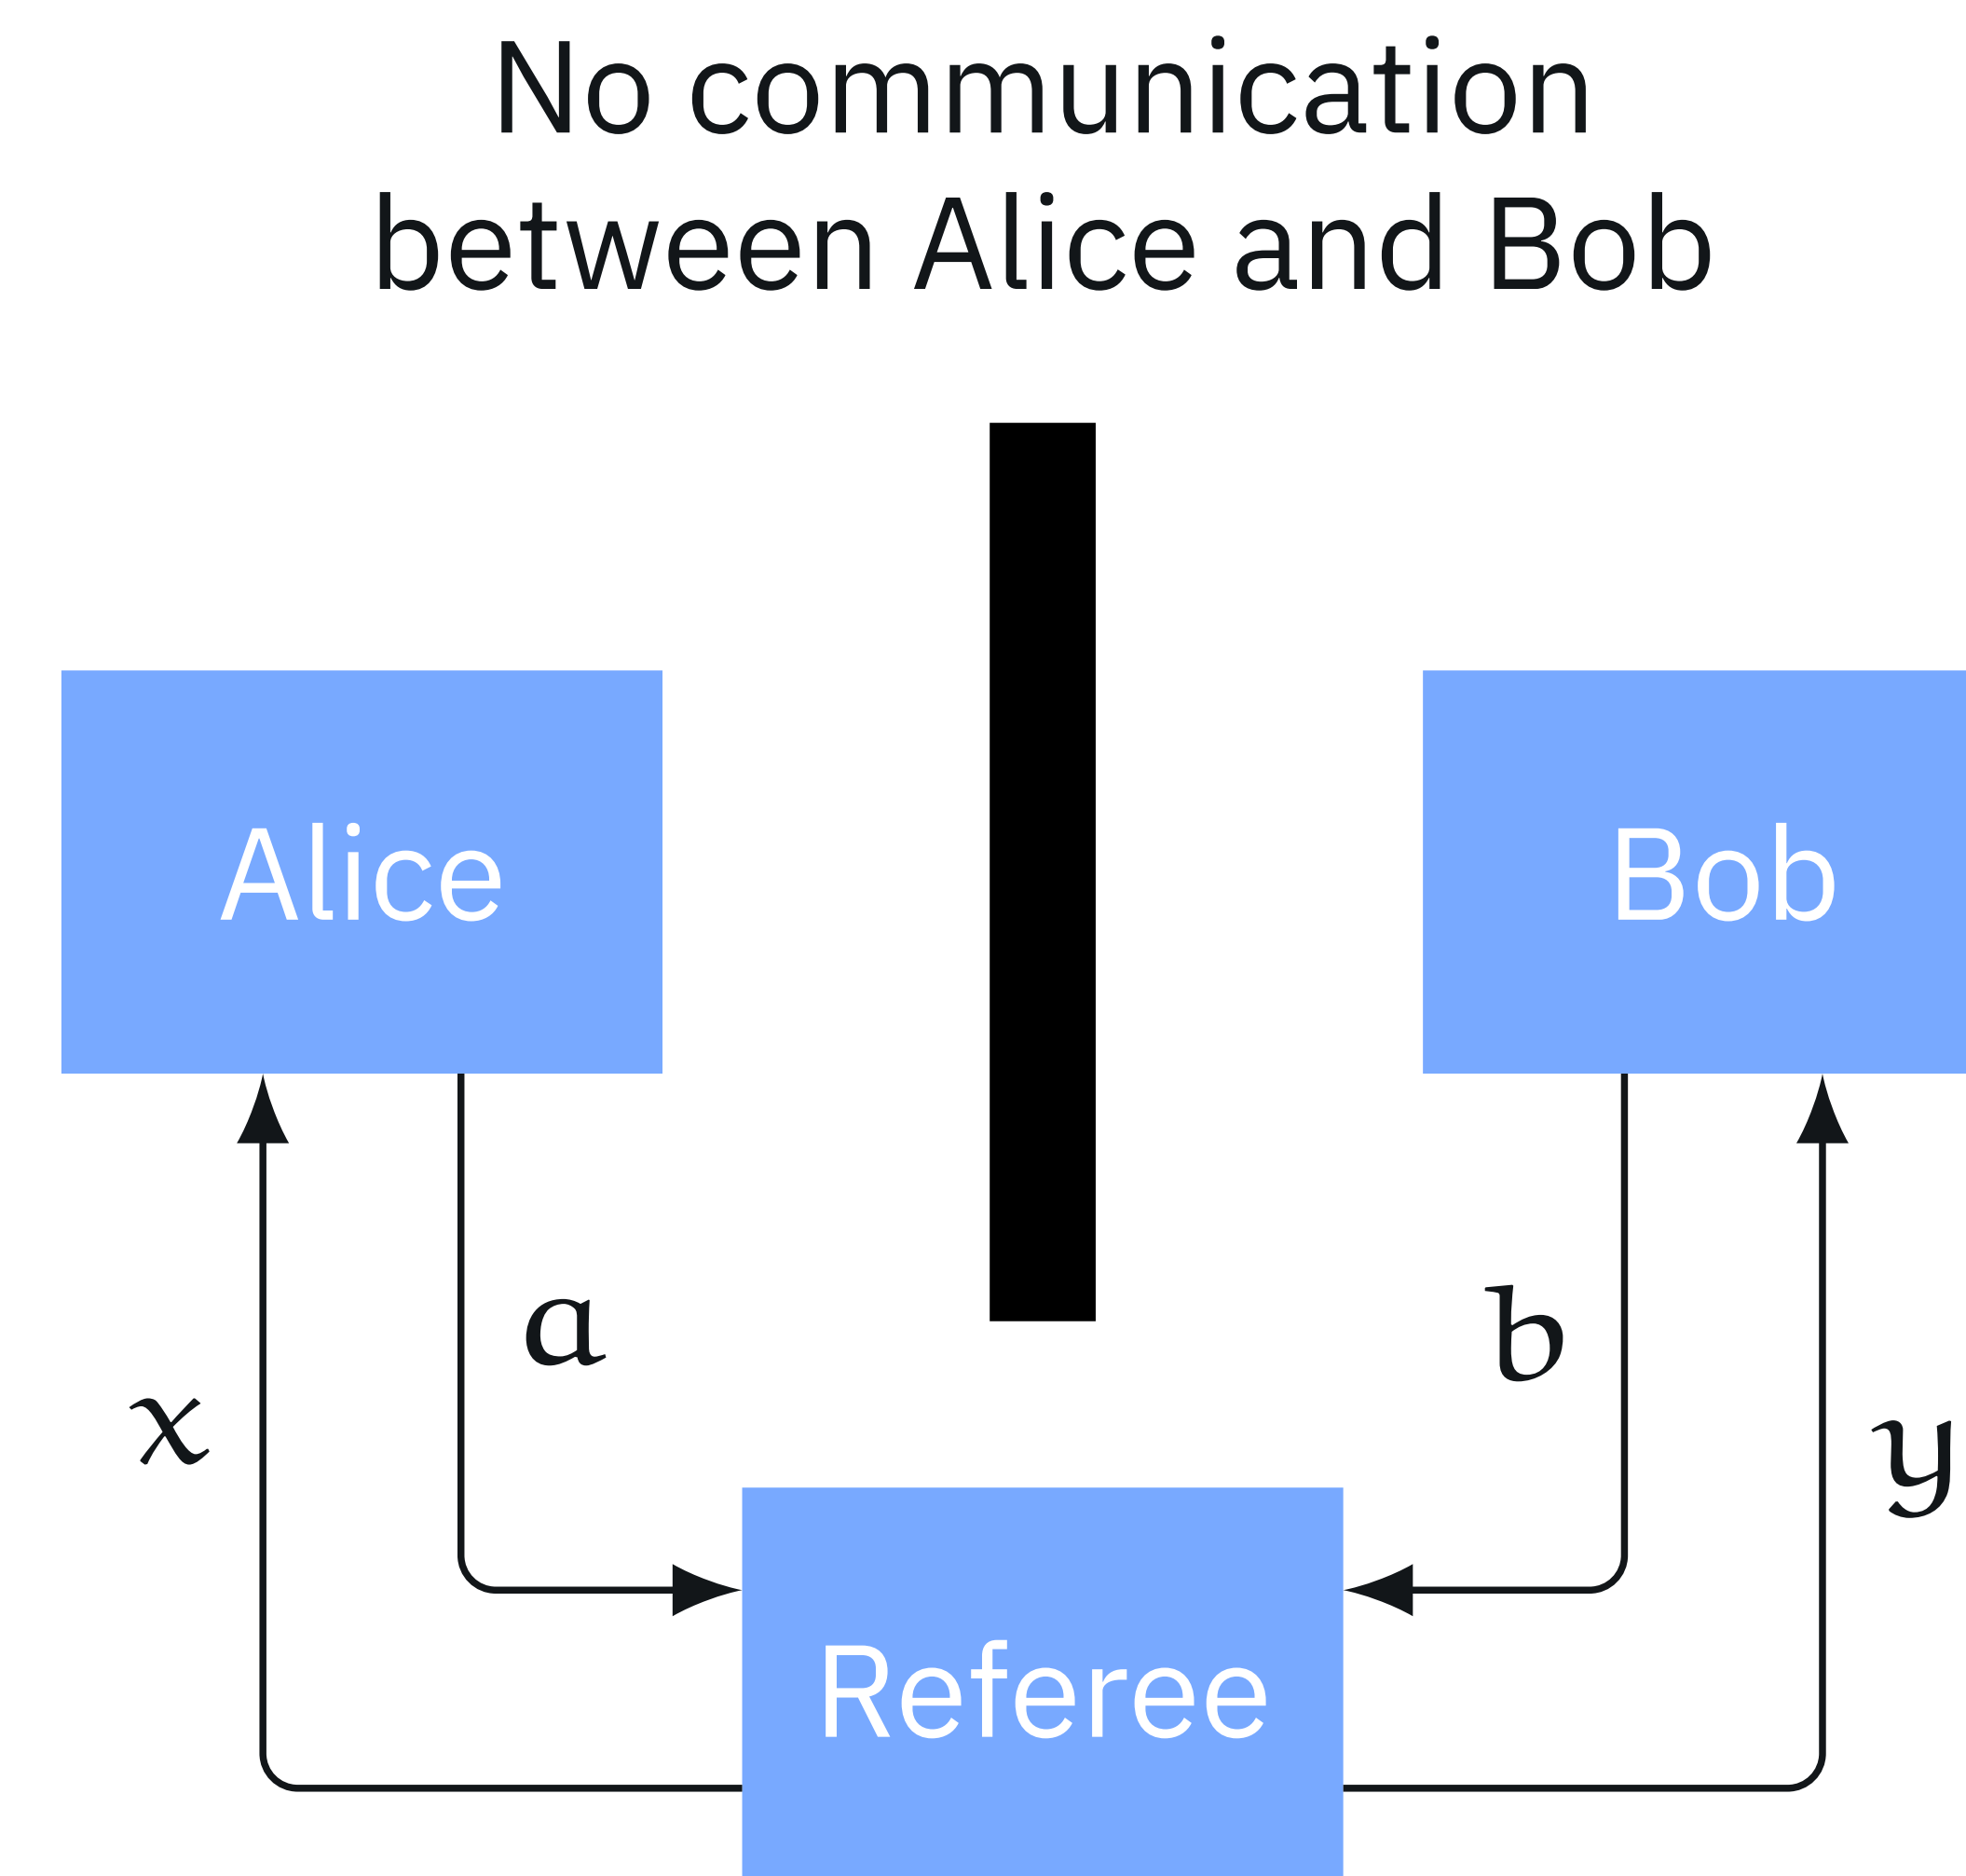 No communication
between Alice and Bob
Alice
Bob
a
b
x
y
Referee